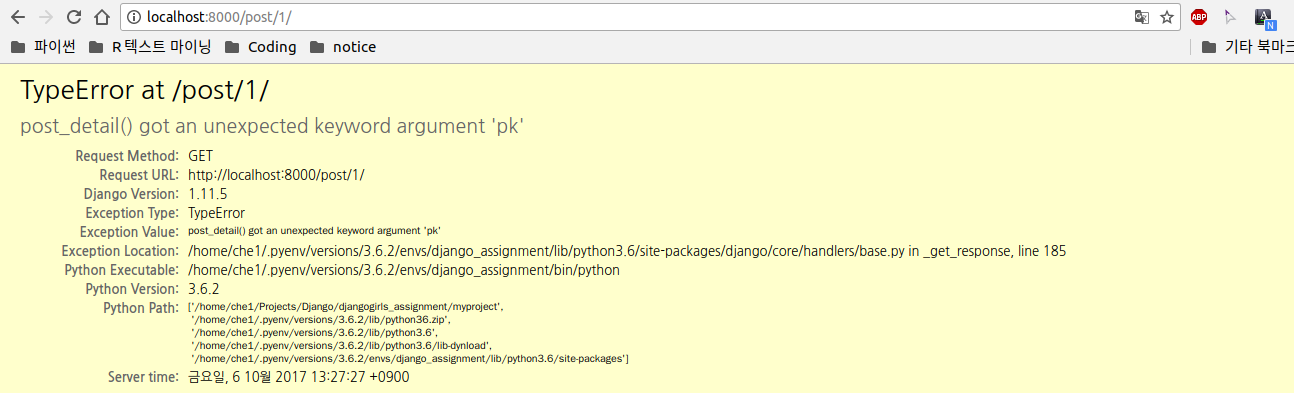 localhost:8000/post/1/
ABP
A
N
파이썬 R 텍스트 마이닝 Coding notice 기타 북마크
TypeError at /post/1/
post_detail() got an unexpected keyword argument 'pk'
Request Method: GET
Request URL: http://localhost:8000/post/1/
Django Version: 1.11.5
Exception Type: TypeError
Exception Value: post_detail() got an unexpected keyword argument 'pk'
Exception Location: /home/che1/.pyenv/versions/3.6.2/envs/django_assignment/lib/python3.6/site-packages/django/core/handlers/base.py in _get_response, line 185
Python Executable: /home/che1/.pyenv/versions/3.6.2/envs/django_assignment/bin/python
Python Version: 3.6.2
Python Path: ['/home/che1/Projects/Django/djangogirls_assignment/myproject',
'/home/che1/.pyenv/versions/3.6.2/lib/python36.zip',
'/home/che1/.pyenv/versions/3.6.2/lib/python3.6',
'/home/che1/.pyenv/versions/3.6.2/lib/python3.6/lib-dynload',
'/home/che1/.pyenv/versions/3.6.2/envs/django_assignment/lib/python3.6/site-packages']
Server time: 금요일, 6 10월 2017 13:27:27 +0900